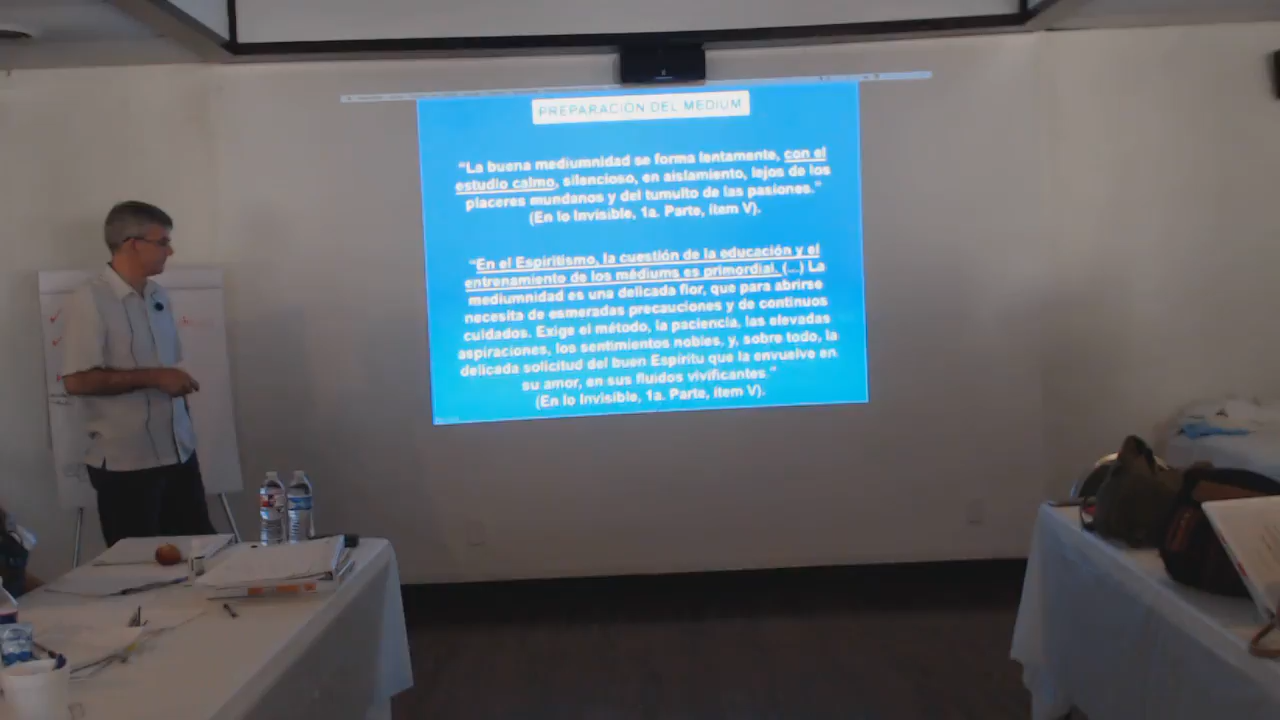 PREPARACION DEL MEDIUM
“La buena mediumnidad se forma lentamente, con el
estudio calmo, silencioso, en aislamiento, lejos de los
placeres mundanos y del tumulto de las pasiones.”
(En lo Invisible, 1a. Parte, ítem V).
“En el Espiritismo, la cuestión de la educación y el
entrenamiento de los médiums es primordial. (...) La
mediumnidad es una delicada flor, que para abrirse
necesita de esmeradas precauciones y de continuos
cuidados. Exige el método, la paciencia, las elevadas
aspiraciones, los sentimientos nobles, y, sobre todo, la
delicada solicitud del buen Espíritu que la envuelve en
su amor, en sus fluidos vivificantes.”
(En lo Invisible, 1a. Parte, ítem V).